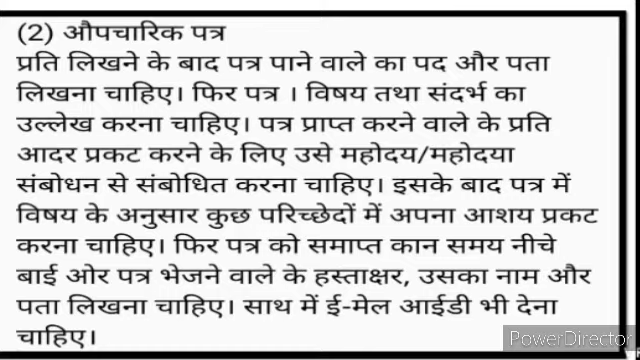 (2) औपचारिक पत्र
प्रति लिखने के बाद पत्र पाने वाले का पद और पता
लिखना चाहिए। फिर पत्र । विषय तथा संदर्भ का
उल्लेख करना चाहिए। पत्र प्राप्त करने वाले के प्रति
आदर प्रकट करने के लिए उसे महोदय/महोदया
संबोधन से संबोधित करना चाहिए। इसके बाद पत्र में
विषय के अनुसार कुछ परिच्छेदों में अपना आशय प्रकट
करना चाहिए। फिर पत्र को समाप्त कान समय नीचे
बाई ओर पत्र भेजने वाले के हस्ताक्षर, उसका नाम और
पता लिखना चाहिए। साथ में ई-मेल आईडी भी देना
चाहिए।
PowerDirector